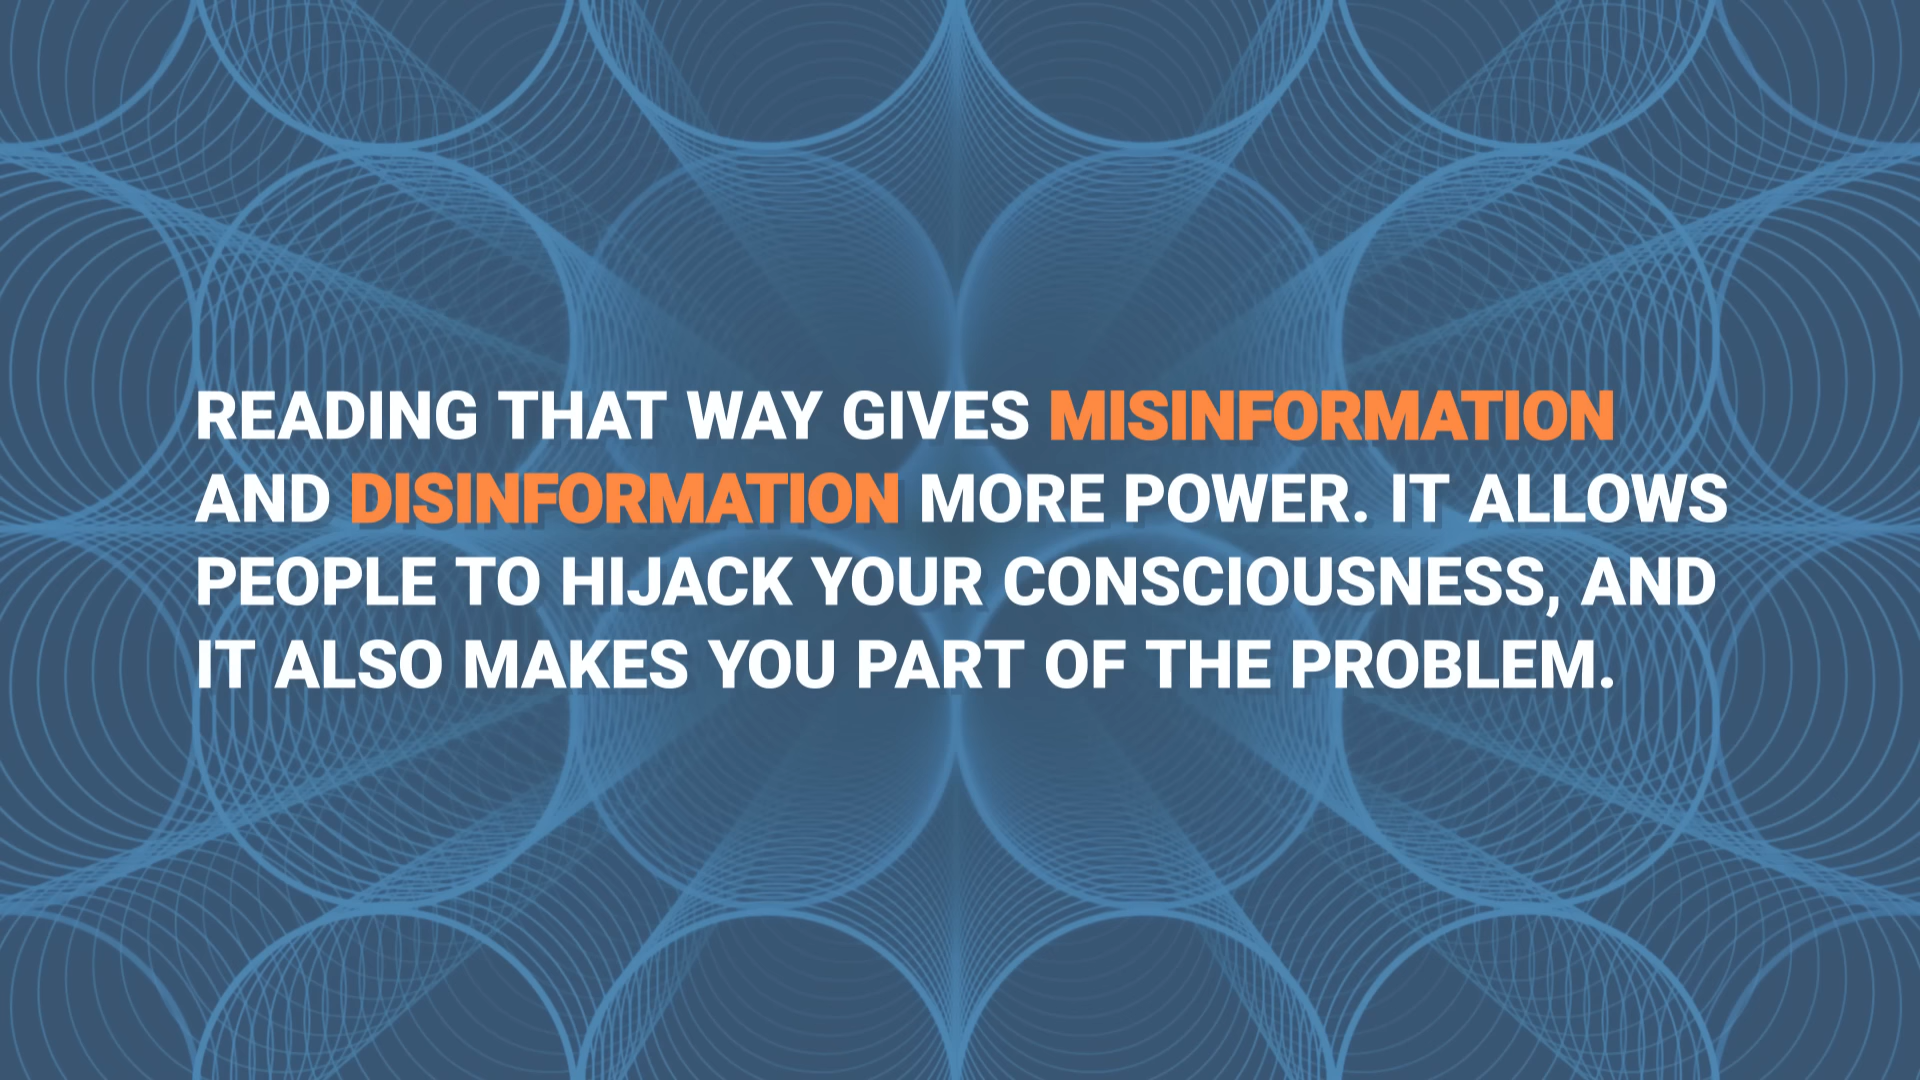 READING THAT WAY GIVES MISINFORMATION
AND DISINFORMATION MORE POWER. IT ALLOWS
PEOPLE TO HIJACK YOUR CONSCIOUSNESS, AND
IT ALSO MAKES YOU PART OF THE PROBLEM.